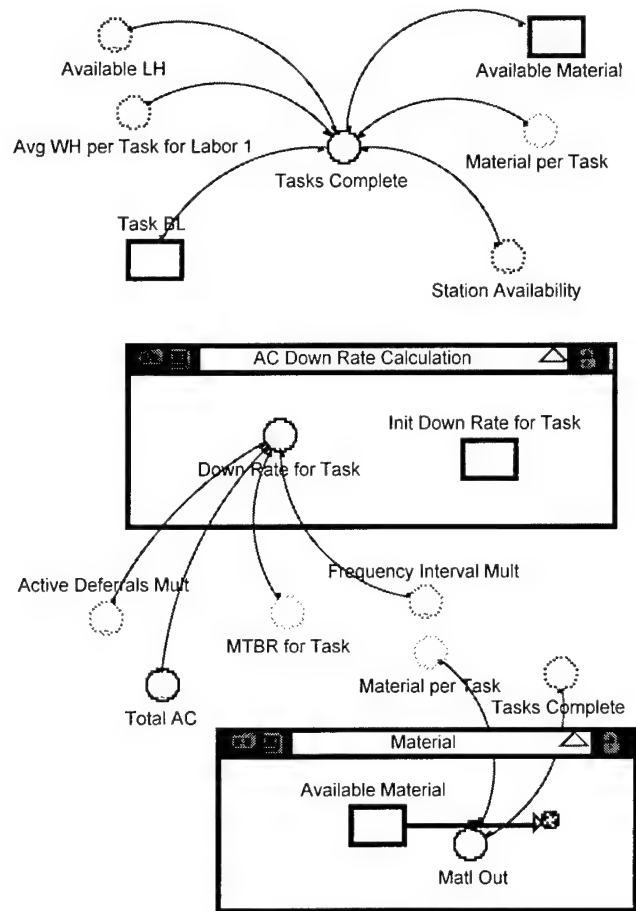 Available LH
Available Material
Avg WH per Task for Labor 1
Material per Task
Tasks Complete
Task BL
Station Availability
AC Down Rate Calculation
Init Down Rate for Task
Down Rate for Task
Frequency Interval Mult
Active Deferrals Mult
MTBR for Task
Material per Task
Tasks Complete
Total AC
Material
Available Material
Matl Out